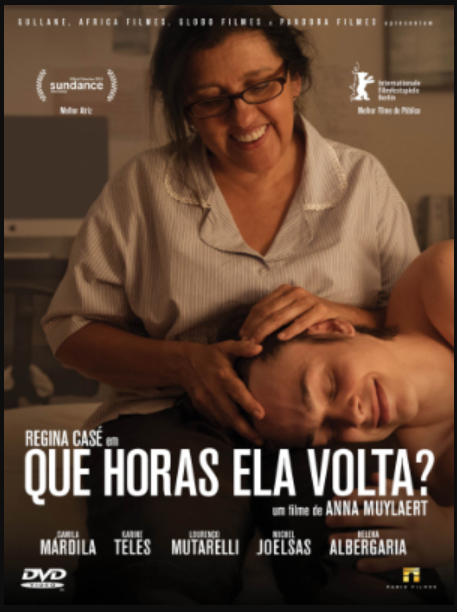 GULLANE, AFRICA FILMES, GLOBO FILMES e PANDORA FILMES apresentam
sundance
Melhor Atriz
Internationale
Filmfestspiele
Berlin
Melhor Filme do Público
REGINA CASÉ em
QUE HORAS ELA VOLTA?
um filme de ANNA MUYLAERT
CAMILA MÁRDILA
KARINE TELES
LOURENÇO MUTARELLI
MICHEL JOELSAS
HELENA ALBERGARIA
DVD
VIDEO